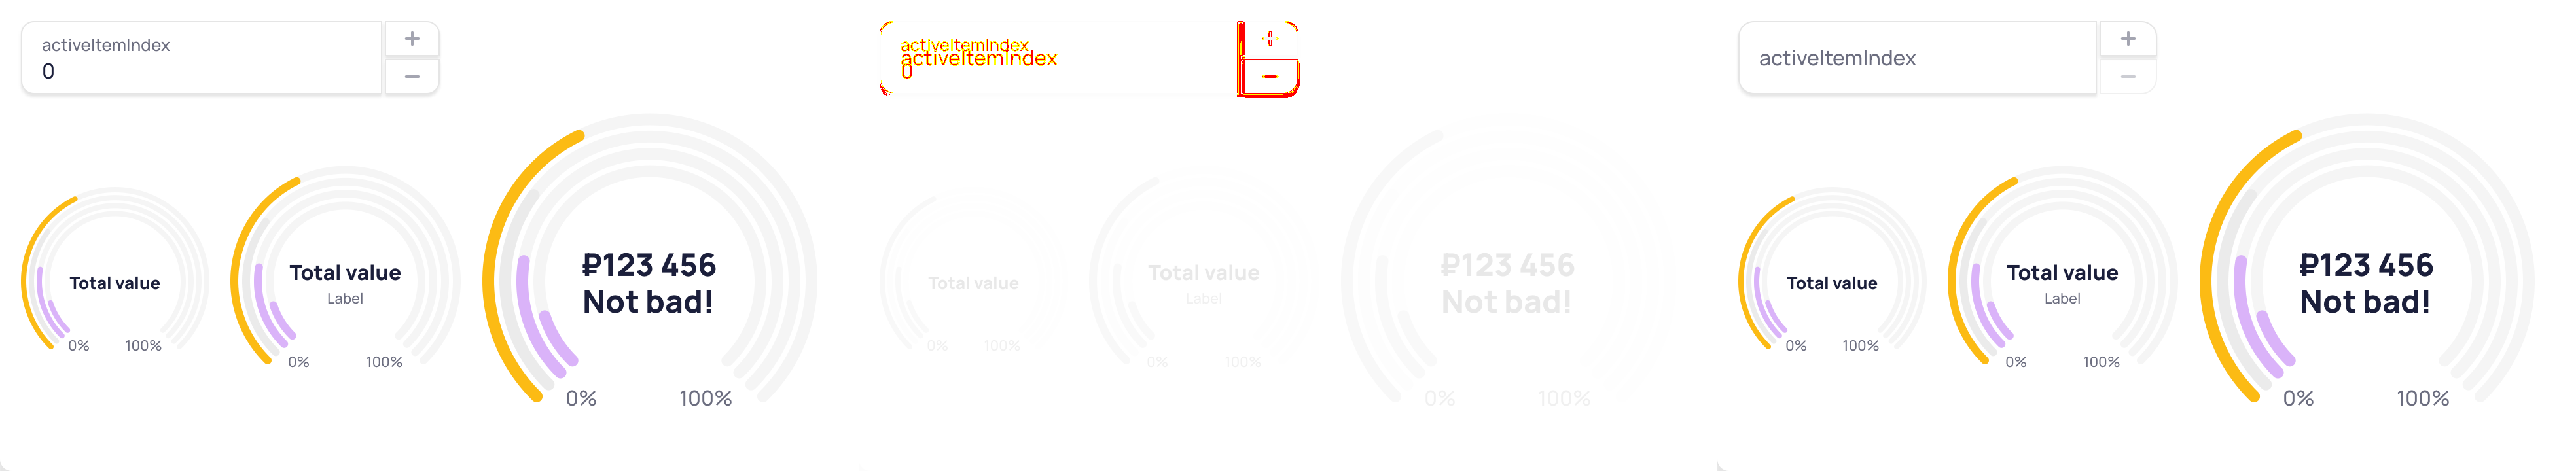 activeItemIndex
0
+
−
Total value
0% 100%
Total value
Label
0% 100%
₽123 456
Not bad!
0% 100%
activeItemIndex
activeItemIndex
0
+
−
Total value
0% 100%
Total value
Label
0% 100%
₽123 456
Not bad!
0% 100%
activeItemIndex
+
−
Total value
0% 100%
Total value
Label
0% 100%
₽123 456
Not bad!
0% 100%